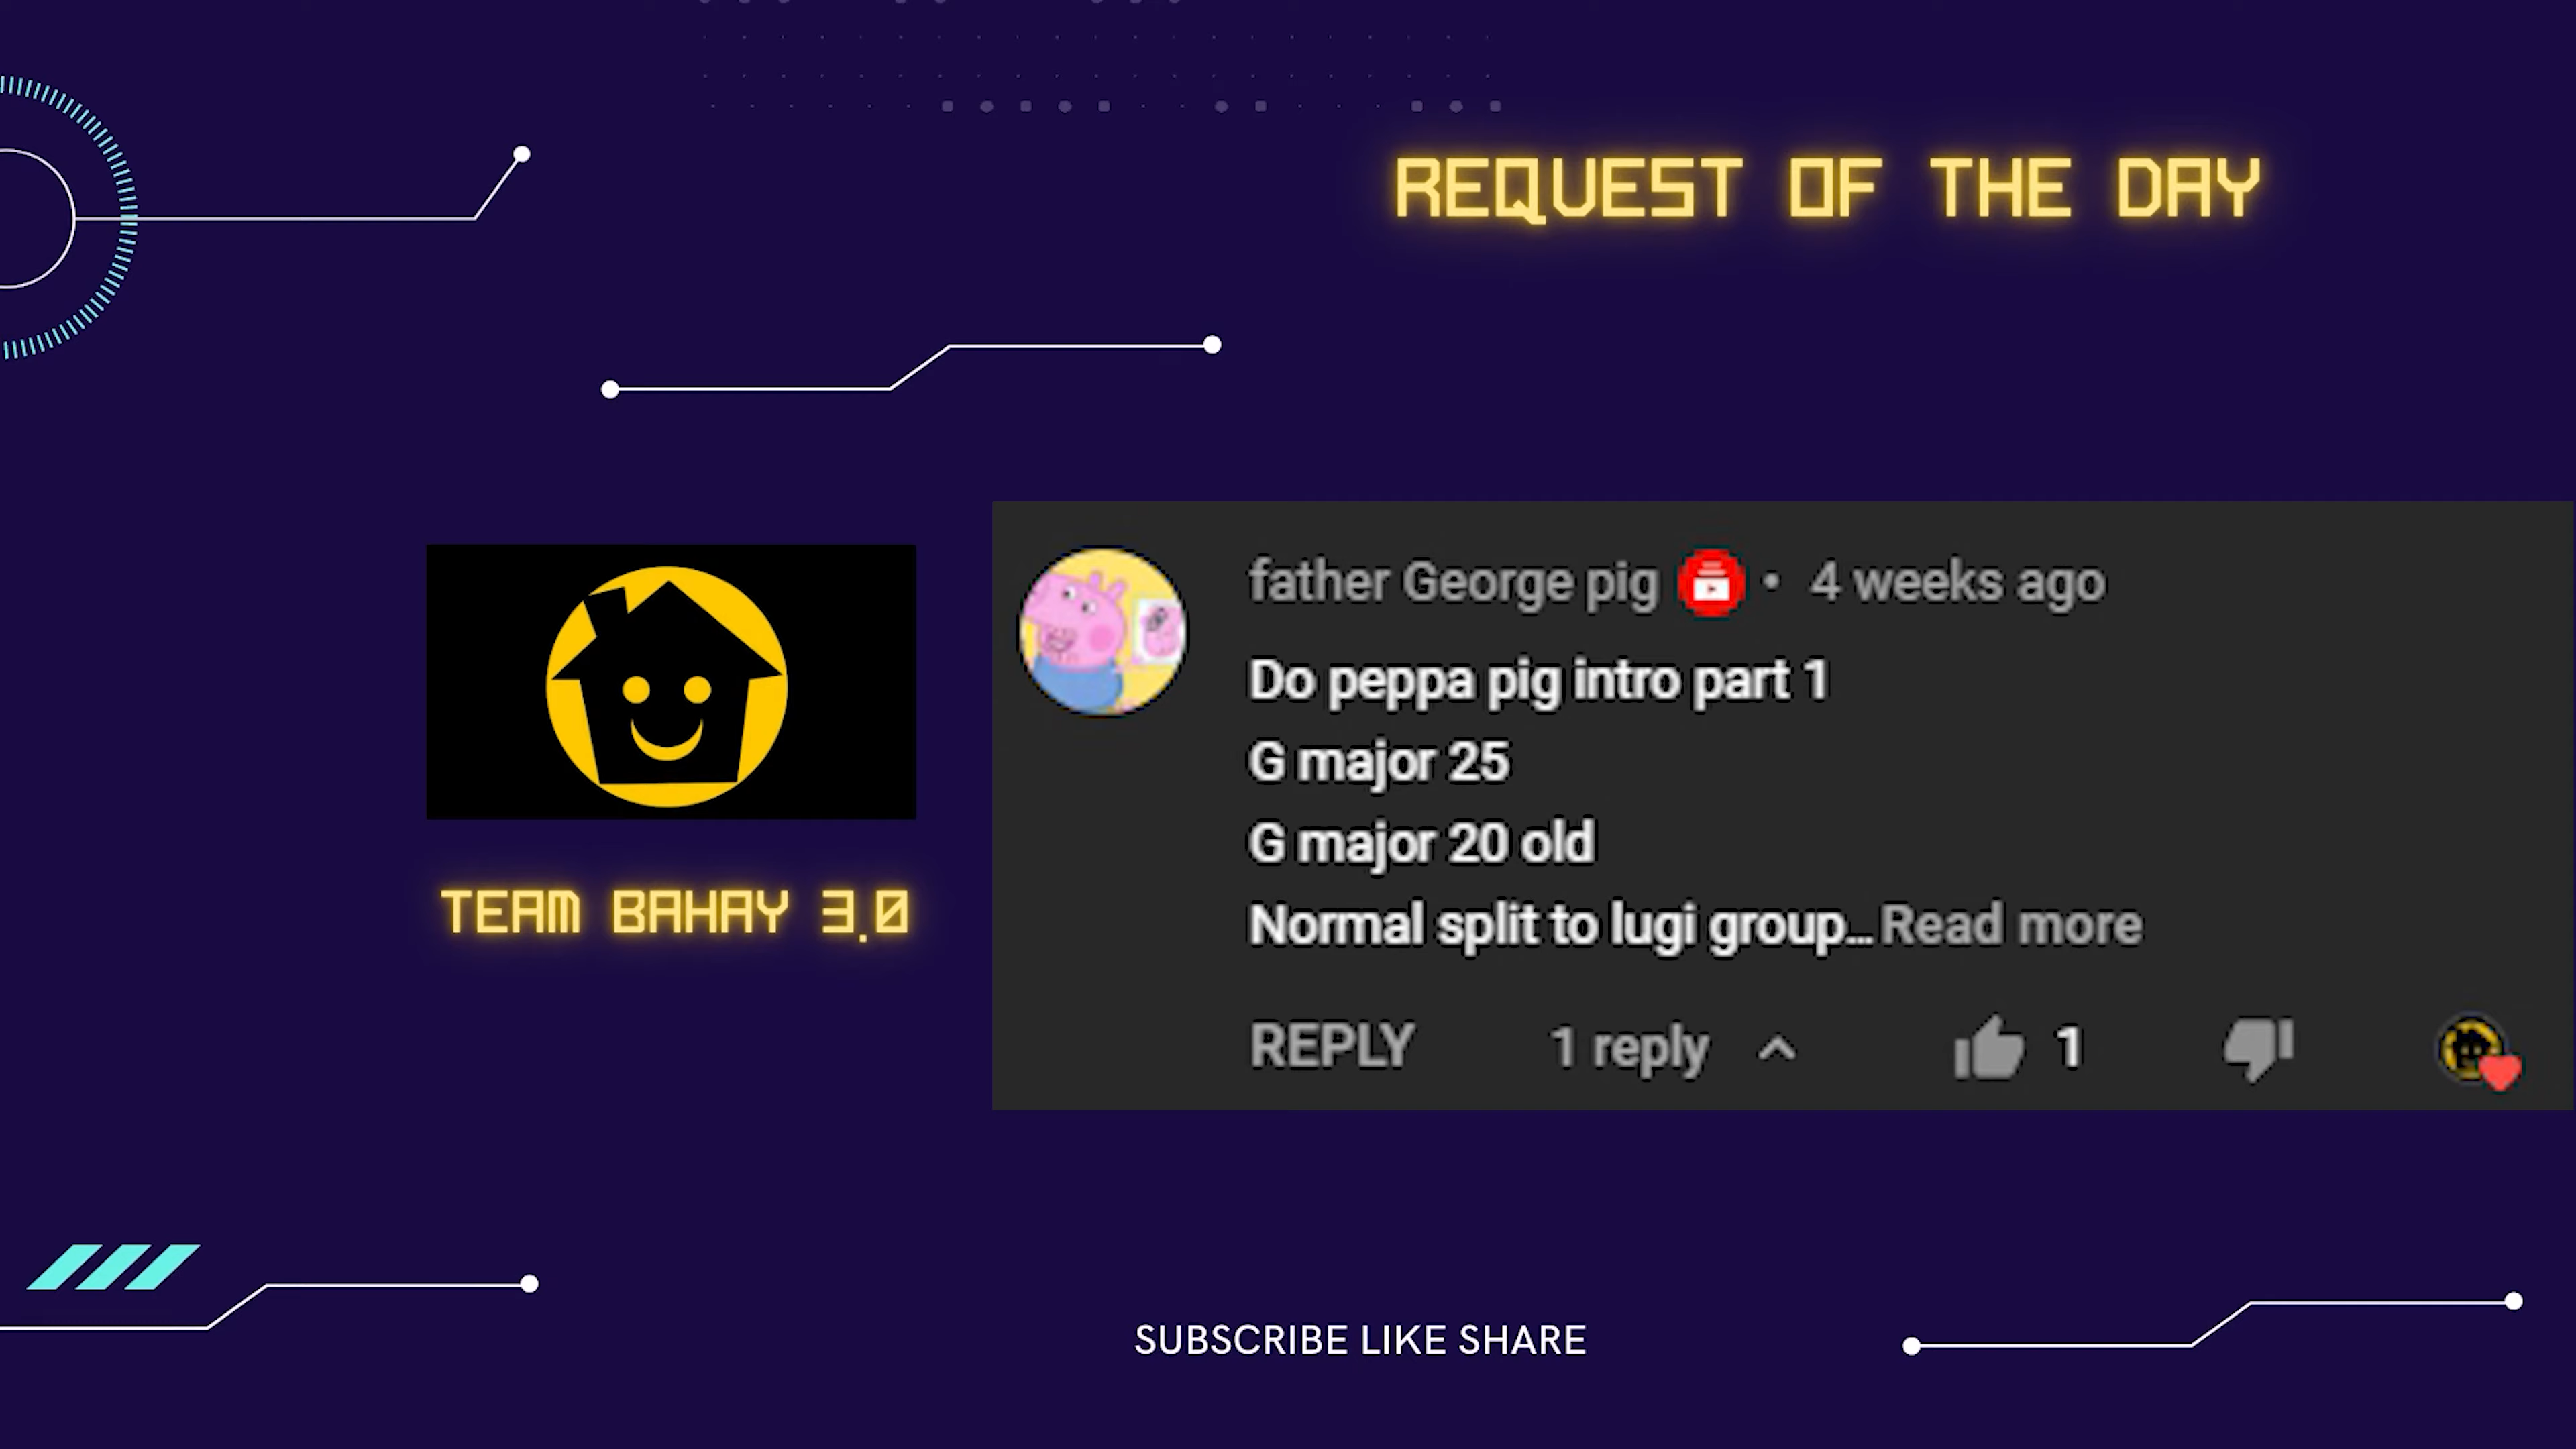 REQUEST OF THE DAY
TEAM BAHAY 3.0
father George pig • 4 weeks ago
Do peppa pig intro part 1
G major 25
G major 20 old
Normal split to lugi group... Read more
REPLY 1 reply 1
SUBSCRIBE LIKE SHARE